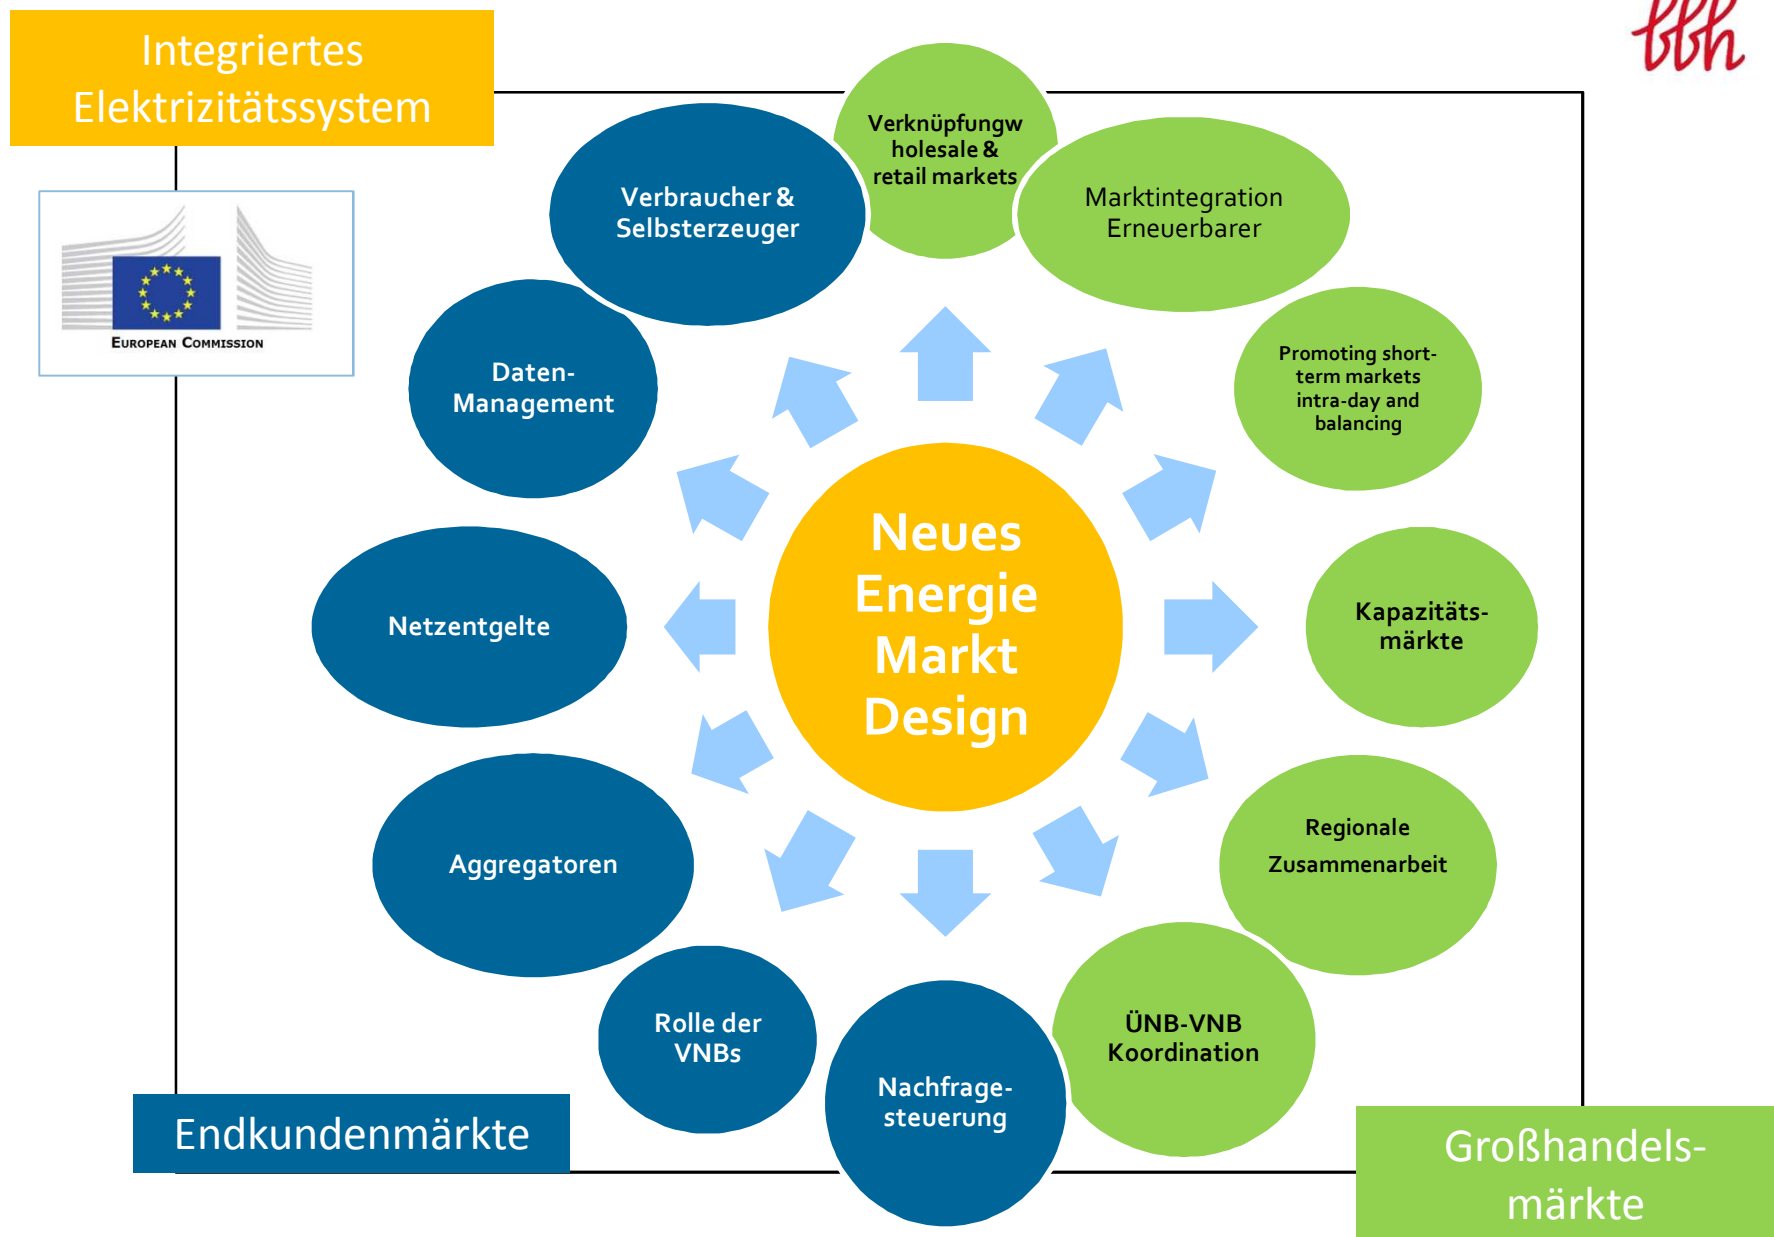 Integriertes
Elektrizitätssystem
bbh
EUROPEAN COMMISSION
Verknüpfungw
holesale &
retail markets
Marktintegration
Erneuerbarer
Promoting short-
term markets
intra-day and
balancing
Kapazitäts-
märkte
Regionale
Zusammenarbeit
ÜNB-VNB
Koordination
Nachfrage-
steuerung
Rolle der
VNBs
Aggregatoren
Netzentgelte
Daten-
Management
Verbraucher &
Selbsterzeuger
Neues
Energie
Markt
Design
Endkundenmärkte
Großhandels-
märkte